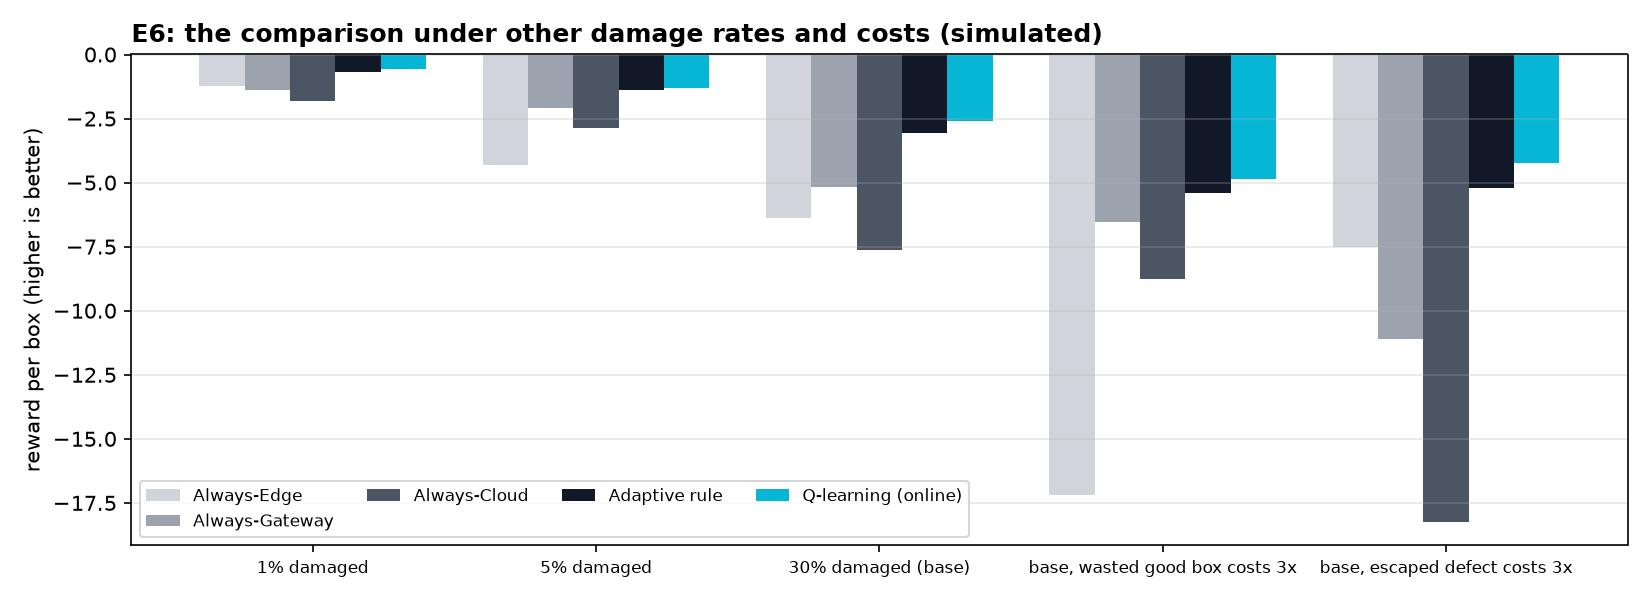 E6: the comparison under other damage rates and costs (simulated)
reward per box (higher is better)
0.0
−2.5
−5.0
−7.5
−10.0
−12.5
−15.0
−17.5
Always-Edge
Always-Gateway
Always-Cloud
Adaptive rule
Q-learning (online)
1% damaged
5% damaged
30% damaged (base)
base, wasted good box costs 3x
base, escaped defect costs 3x